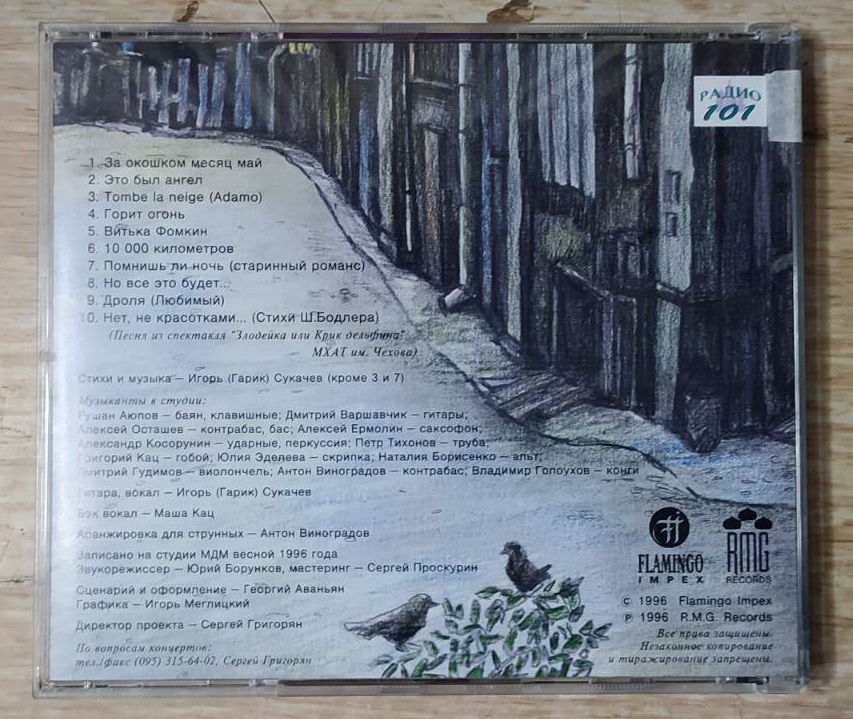 РАДИО
101
1. За окошком месяц май
2. Это был ангел
3. Tombe la neige (Adamo)
4. Горит огонь
5. Витька Фомкин
6. 10 000 километров
7. Помнишь ли ночь (старинный романс)
8. Но все это будет...
9. Дроля (Любимый)
10. Нет, не красотками... (Стихи Ш.Бодлера)
(Песня из спектакля "Злодейка или Крик дельфина"
МХАТ им. Чехова)
Стихи и музыка – Игорь (Гарик) Сукачев (кроме 3 и 7)
Музыканты в студии:
Рушан Аюпов – баян, клавишные; Дмитрий Варшавчик – гитары;
Алексей Осташев – контрабас, бас; Алексей Ермолин – саксофон;
Александр Косорунин – ударные, перкуссия; Петр Тихонов – труба;
Григорий Кац – гобой; Юлия Эделева – скрипка; Наталия Борисенко – альт;
Дмитрий Гудимов – виолончель; Антон Виноградов – контрабас; Владимир Голоухов – конги
Гитара, вокал – Игорь (Гарик) Сукачев
Бэк вокал – Маша Кац
Аранжировка для струнных – Антон Виноградов
Записано на студии МДМ весной 1996 года
Звукорежиссер – Юрий Борунков, мастеринг – Сергей Проскурин
Сценарий и оформление – Георгий Аваньян
Графика – Игорь Меглицкий
Директор проекта – Сергей Григорян
По вопросам концертов:
тел./факс (095) 315-64-02, Сергей Григорян
FLAMINGO
IMPEX
RMG
RECORDS
C 1996 Flamingo Impex
P 1996 R.M.G. Records
Все права защищены.
Незаконное копирование
и тиражирование запрещены.